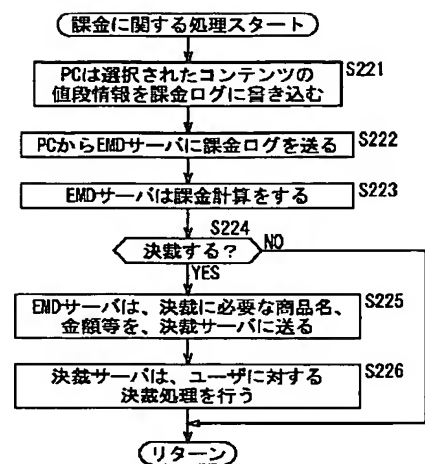 課金に関する処理スタート
PCは選択されたコンテンツの
値段情報を課金ログに書き込む
S221
PCからEMDサーバに課金ログを送る
S222
EMDサーバは課金計算をする
S223
S224
決裁する?
NO
YES
EMDサーバは、決裁に必要な商品名、
金額等を、決裁サーバに送る
S225
決裁サーバは、ユーザに対する
決裁処理を行う
S226
リターン